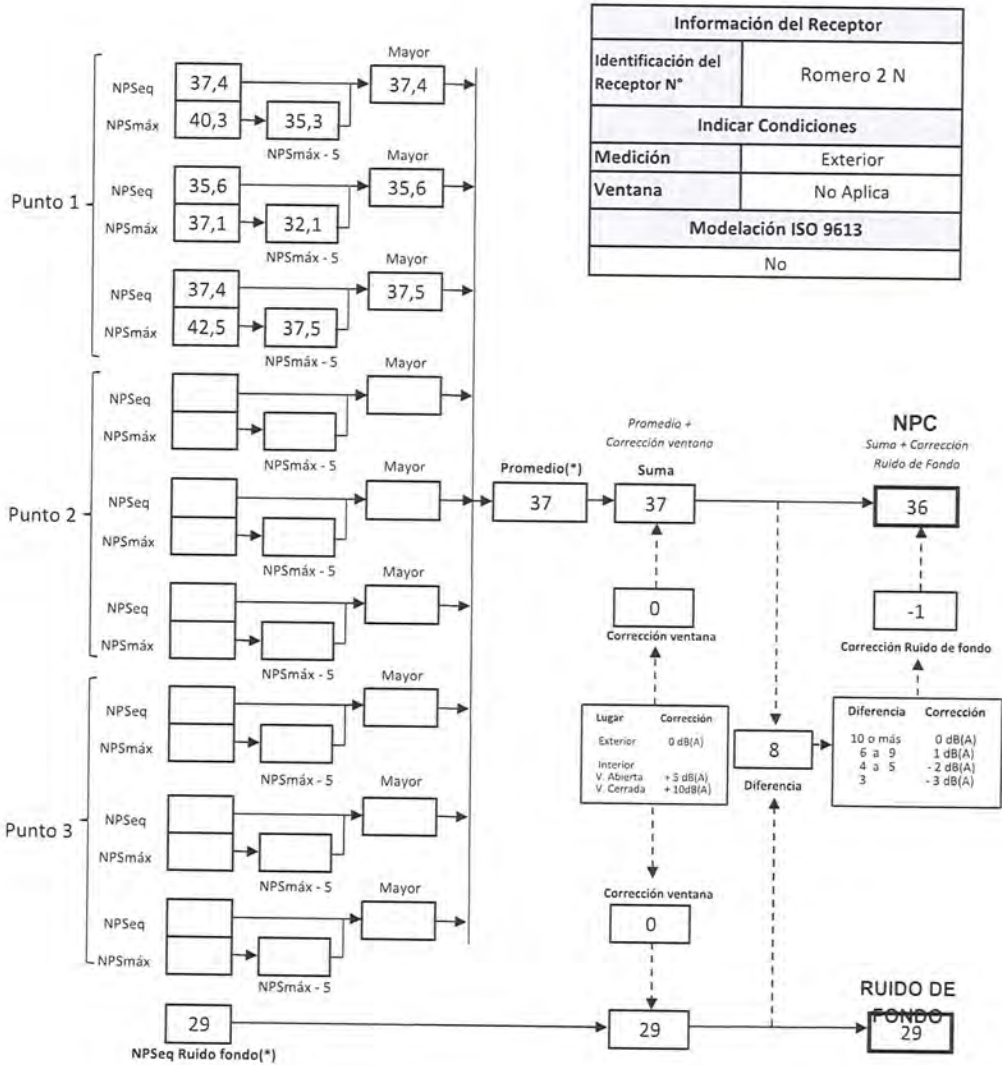 Información del Receptor
Identificación del Receptor N° Romero 2 N
Indicar Condiciones
Medición Exterior
Ventana No Aplica
Modelación ISO 9613
No
Punto 1
Mayor
NPSeq 37,4 37,4
NPSmáx 40,3 35,3
NPSmáx - 5
Mayor
NPSeq 35,6 35,6
NPSmáx 37,1 32,1
NPSmáx - 5
Mayor
NPSeq 37,4 37,5
NPSmáx 42,5 37,5
NPSmáx - 5
Punto 2
Mayor
NPSeq
NPSmáx
NPSmáx - 5
Mayor
NPSeq
NPSmáx
NPSmáx - 5
Mayor
NPSeq
NPSmáx
NPSmáx - 5
Punto 3
Mayor
NPSeq
NPSmáx
NPSmáx - 5
Mayor
NPSeq
NPSmáx
NPSmáx - 5
Mayor
NPSeq
NPSmáx
NPSmáx - 5
Promedio(*)
37
Promedio +
Corrección ventana
Suma
37
NPC
Suma + Corrección
Ruido de Fondo
36
0
Corrección ventana
-1
Corrección Ruido de fondo
Lugar Corrección
Exterior 0 dB(A)
Interior
V. Abierta + 5 dB(A)
V. Cerrada + 10dB(A)
8
Diferencia
Diferencia Corrección
10 o más 0 dB(A)
6 a 9 1 dB(A)
4 a 5 - 2 dB(A)
3 - 3 dB(A)
Corrección ventana
0
29
NPSeq Ruido fondo(*)
29
RUIDO DE
FONDO
29